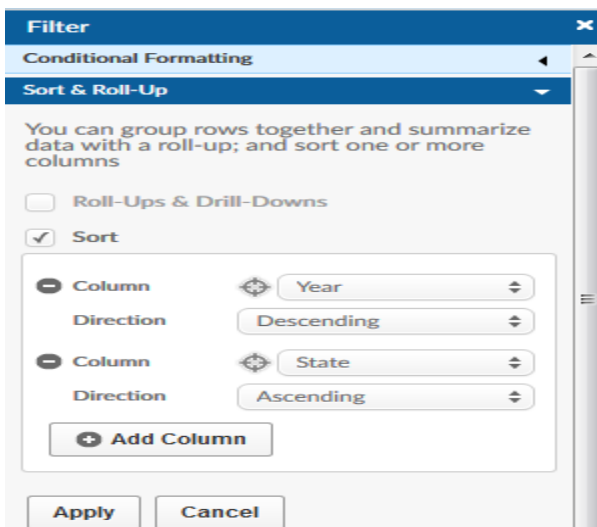 Filter
Conditional Formatting
Sort & Roll-Up
You can group rows together and summarize
data with a roll-up; and sort one or more
columns
Roll-Ups & Drill-Downs
Sort
Column Year
Direction Descending
Column State
Direction Ascending
Add Column
Apply Cancel